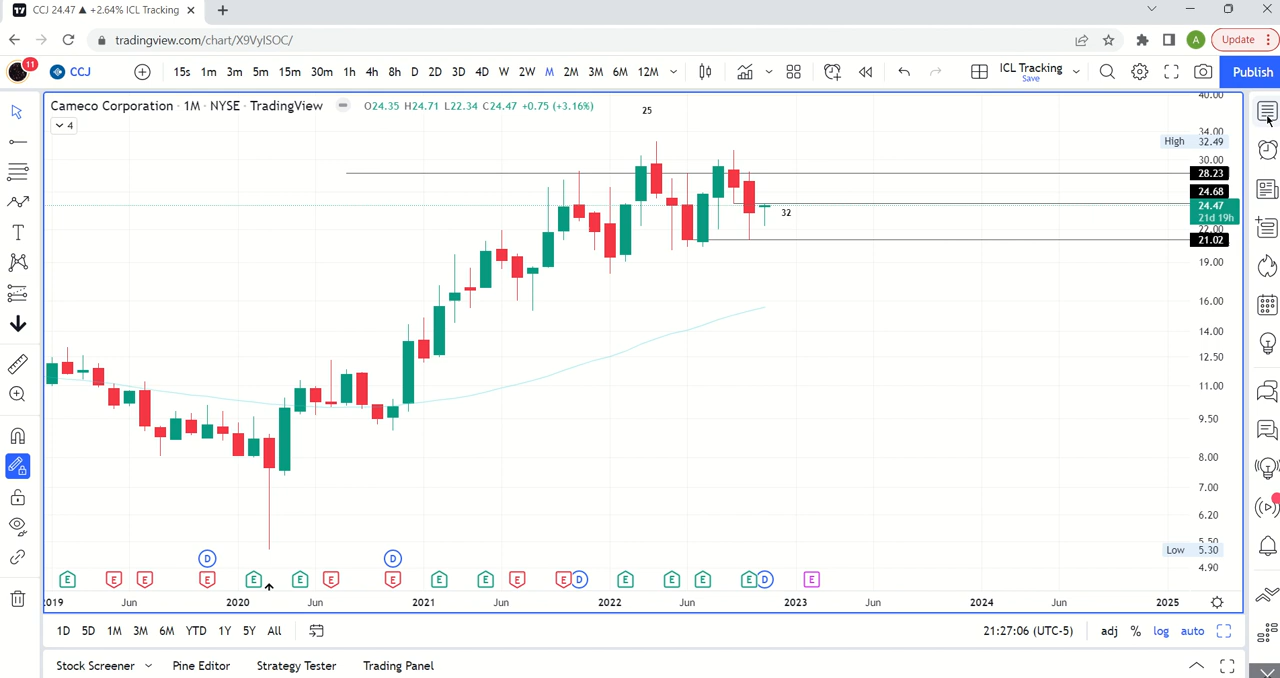 CCJ 24.47 ▲ +2.64% ICL Tracking
tradingview.com/chart/X9VyISOC/
A
Update
11
CCJ
15s 1m 3m 5m 15m 30m 1h 4h 8h D 2D 3D 4D W 2W M 2M 3M 6M 12M
ICL Tracking
Save
Publish
Cameco Corporation · 1M · NYSE · TradingView
O24.35 H24.71 L22.34 C24.47 +0.75 (+3.16%)
4
25
40.00
34.00
High 32.49
30.00
28.23
24.68
24.47
21d 19h
32
22.00
21.02
19.00
16.00
14.00
12.50
11.00
9.50
8.00
7.00
6.20
5.50
Low 5.30
4.90
D D
E E E E E E E E E E E E D E E E E D E
2019 Jun 2020 Jun 2021 Jun 2022 Jun 2023 Jun 2024 Jun 2025
1D 5D 1M 3M 6M YTD 1Y 5Y All
21:27:06 (UTC-5)
adj % log auto
Stock Screener Pine Editor Strategy Tester Trading Panel